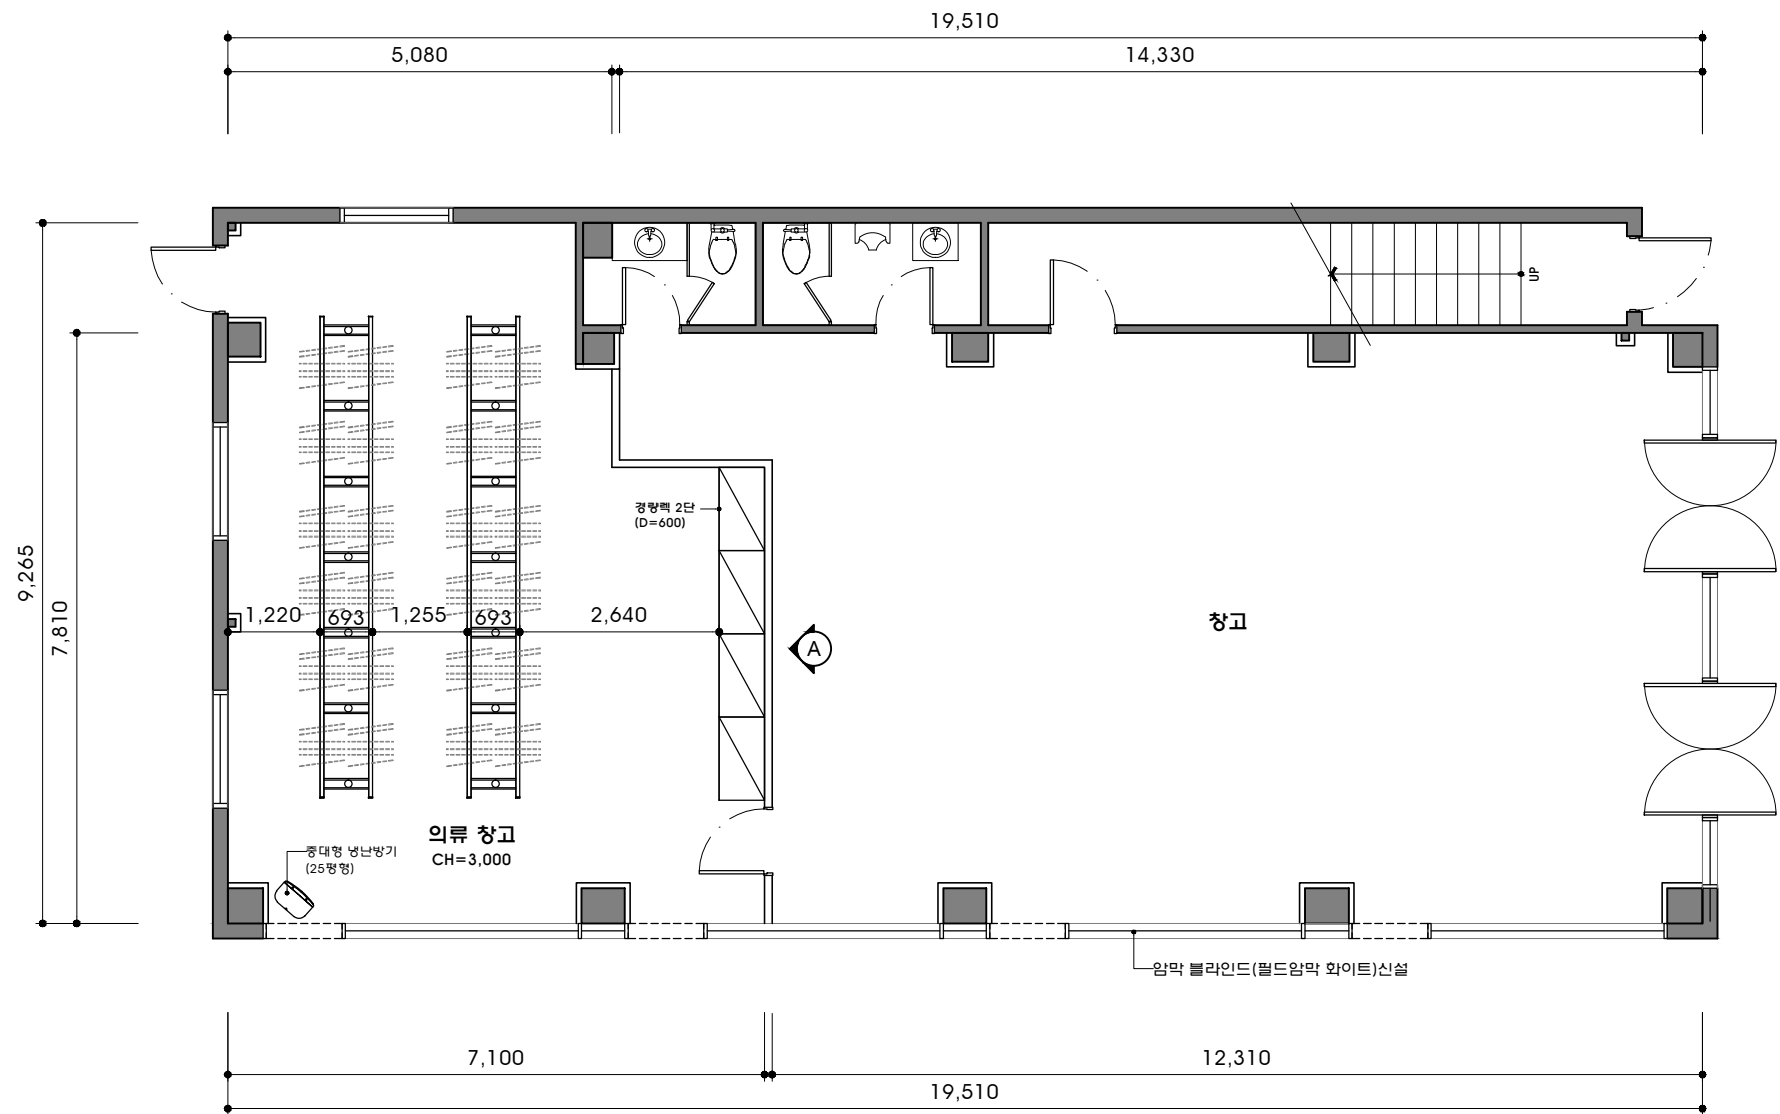 19,510
5,080
14,330
UP
경량렉 2단
(D=600)
9,265
7,810
1,220
693
1,255
693
2,640
창고
A
의류 창고
CH=3,000
중대형 냉난방기
(25평형)
암막 블라인드(필드암막 화이트)신설
7,100
12,310
19,510